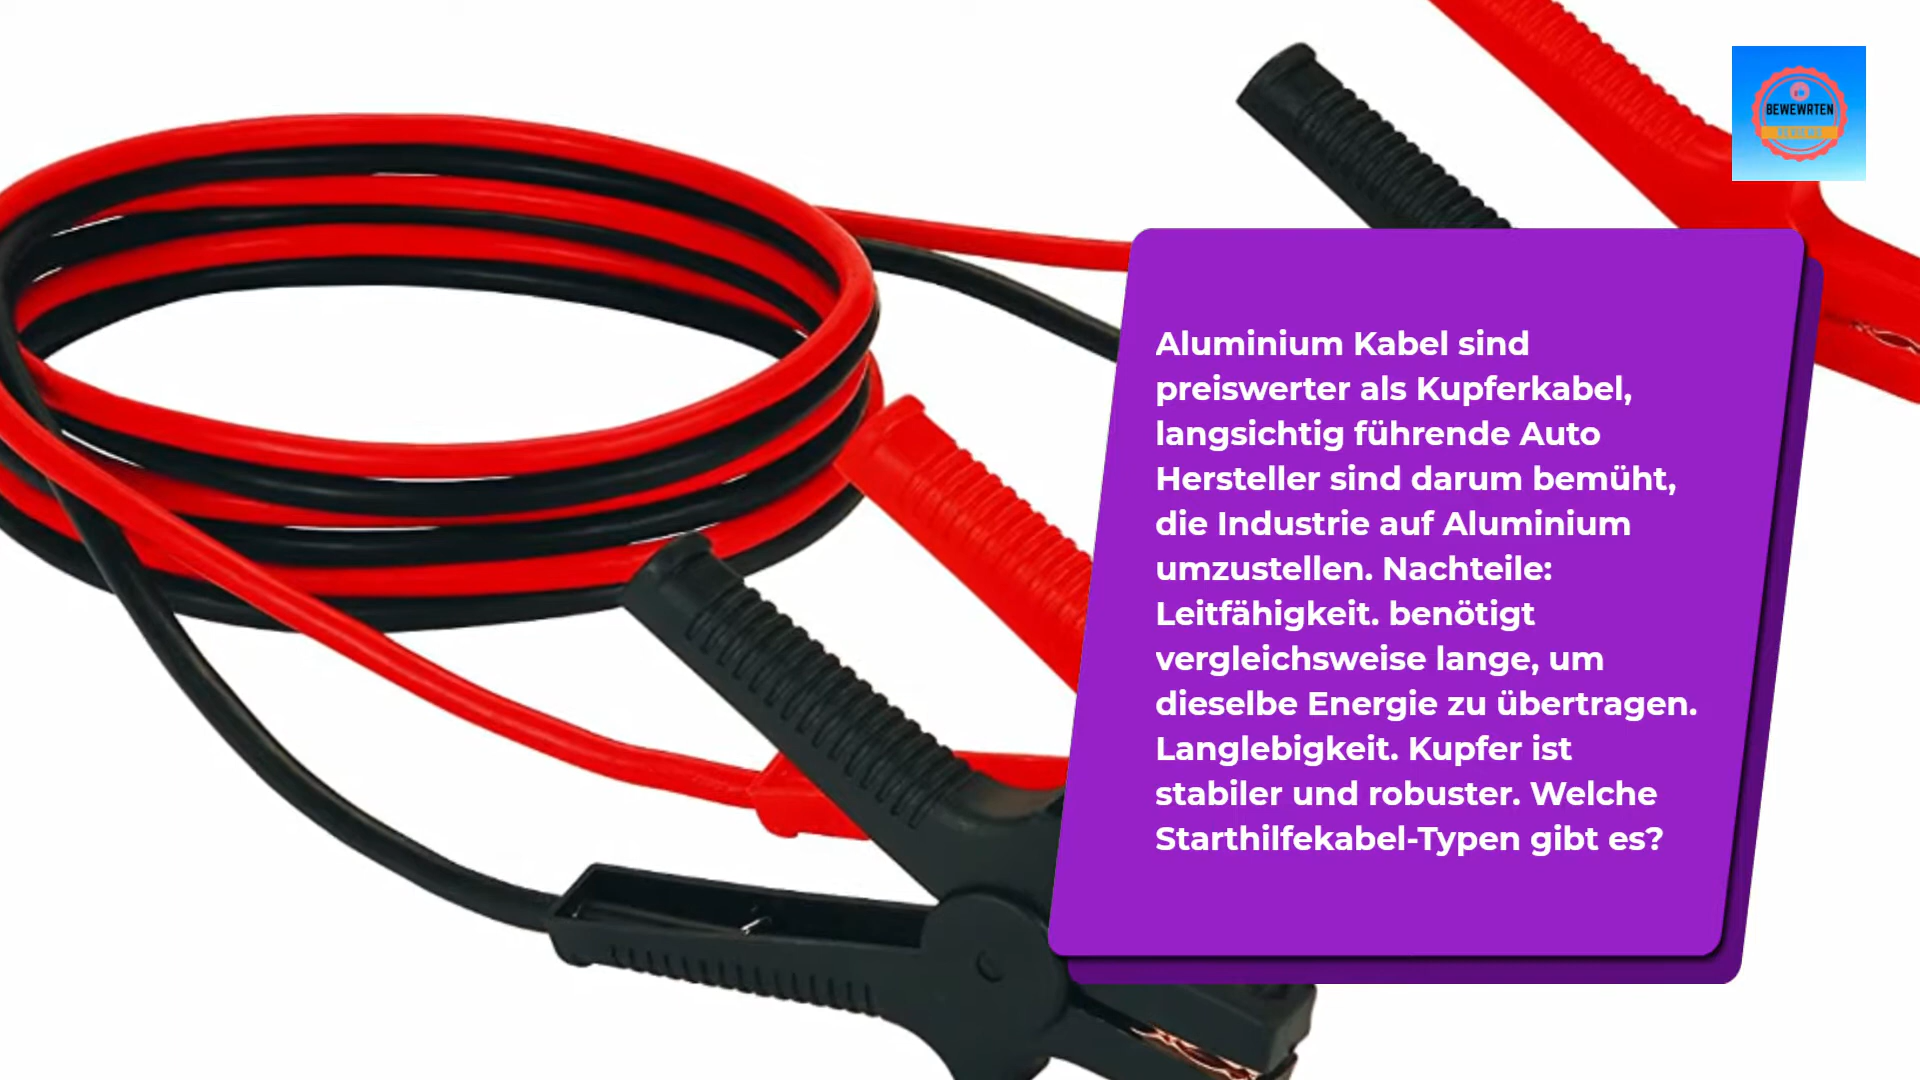 BEWEWRTEN
REVIEWS
Aluminium Kabel sind
preiswerter als Kupferkabel,
langsichtig führende Auto
Hersteller sind darum bemüht,
die Industrie auf Aluminium
umzustellen. Nachteile:
Leitfähigkeit. benötigt
vergleichsweise lange, um
dieselbe Energie zu übertragen.
Langlebigkeit. Kupfer ist
stabiler und robuster. Welche
Starthilfekabel-Typen gibt es?